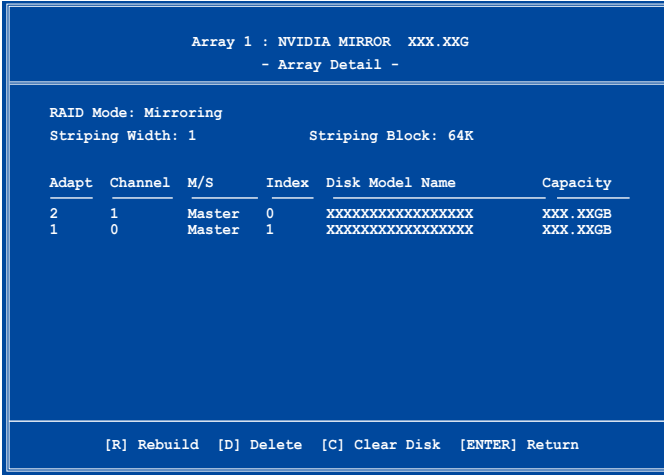 Array 1 : NVIDIA MIRROR XXX.XXG
- Array Detail -
RAID Mode: Mirroring
Striping Width: 1 Striping Block: 64K
Adapt Channel M/S Index Disk Model Name Capacity
2 1 Master 0 XXXXXXXXXXXXXXXXX XXX.XXGB
1 0 Master 1 XXXXXXXXXXXXXXXXX XXX.XXGB
[R] Rebuild [D] Delete [C] Clear Disk [ENTER] Return